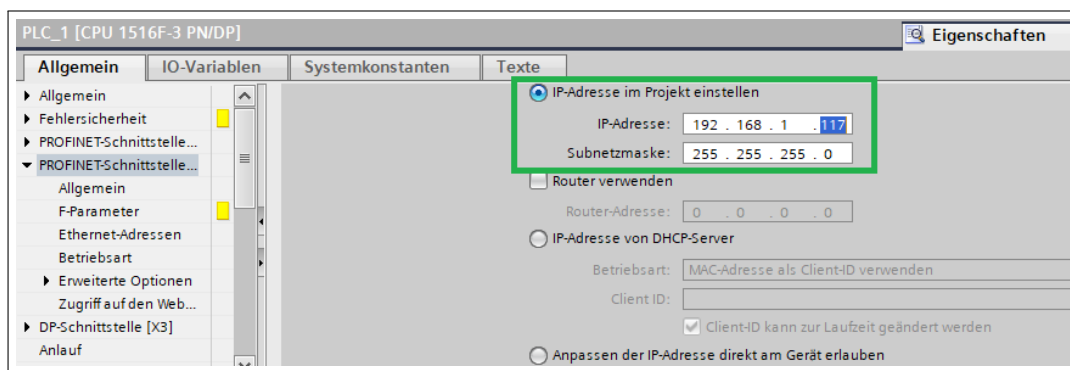 PLC_1 [CPU 1516F-3 PN/DP]
Eigenschaften
Allgemein IO-Variablen Systemkonstanten Texte
Allgemein
Fehlersicherheit
PROFINET-Schnittstelle...
PROFINET-Schnittstelle...
Allgemein
F-Parameter
Ethernet-Adressen
Betriebsart
Erweiterte Optionen
Zugriff auf den Web...
DP-Schnittstelle [X3]
Anlauf
IP-Adresse im Projekt einstellen
IP-Adresse: 192 . 168 . 1 . 117
Subnetzmaske: 255 . 255 . 255 . 0
Router verwenden
Router-Adresse: 0 . 0 . 0 . 0
IP-Adresse von DHCP-Server
Betriebsart: MAC-Adresse als Client-ID verwenden
Client ID:
Client-ID kann zur Laufzeit geändert werden
Anpassen der IP-Adresse direkt am Gerät erlauben